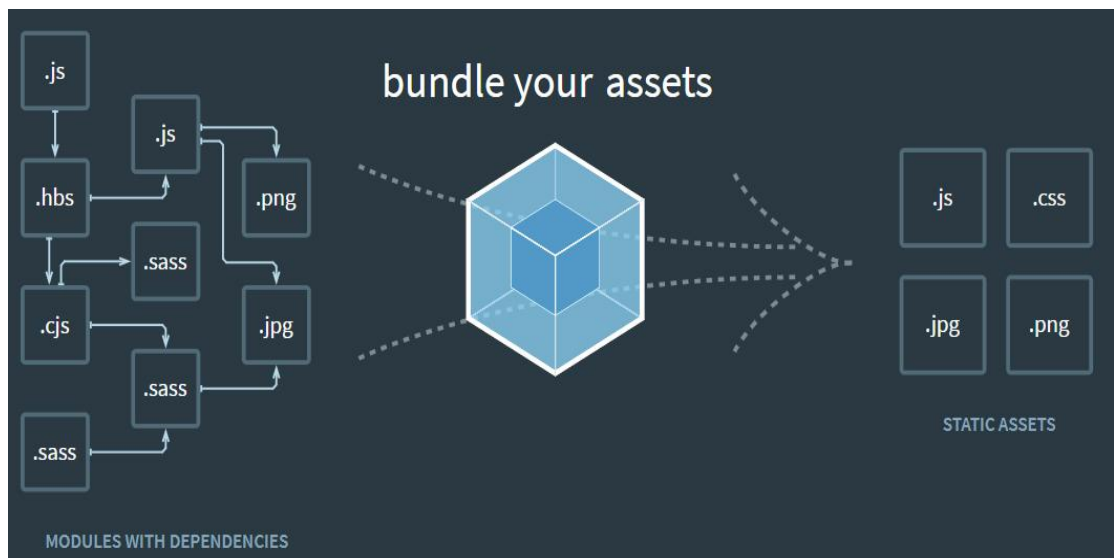 bundle your assets
.js
.js
.hbs
.png
.sass
.cjs
.jpg
.sass
.sass
MODULES WITH DEPENDENCIES
.js
.css
.jpg
.png
STATIC ASSETS